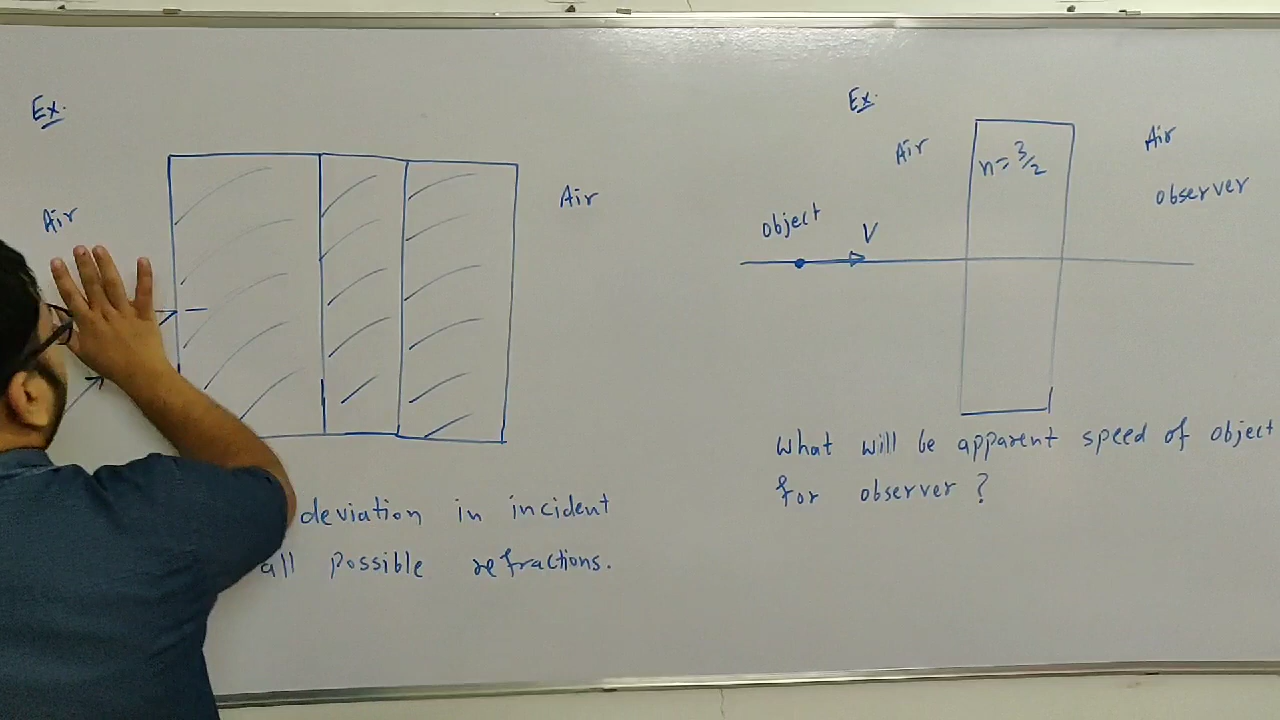 Ex.
Air
Air
deviation in incident
all possible refractions.
Ex.
Air
n = 3/2
Air
observer
object
V
What will be apparent speed of object
for observer ?